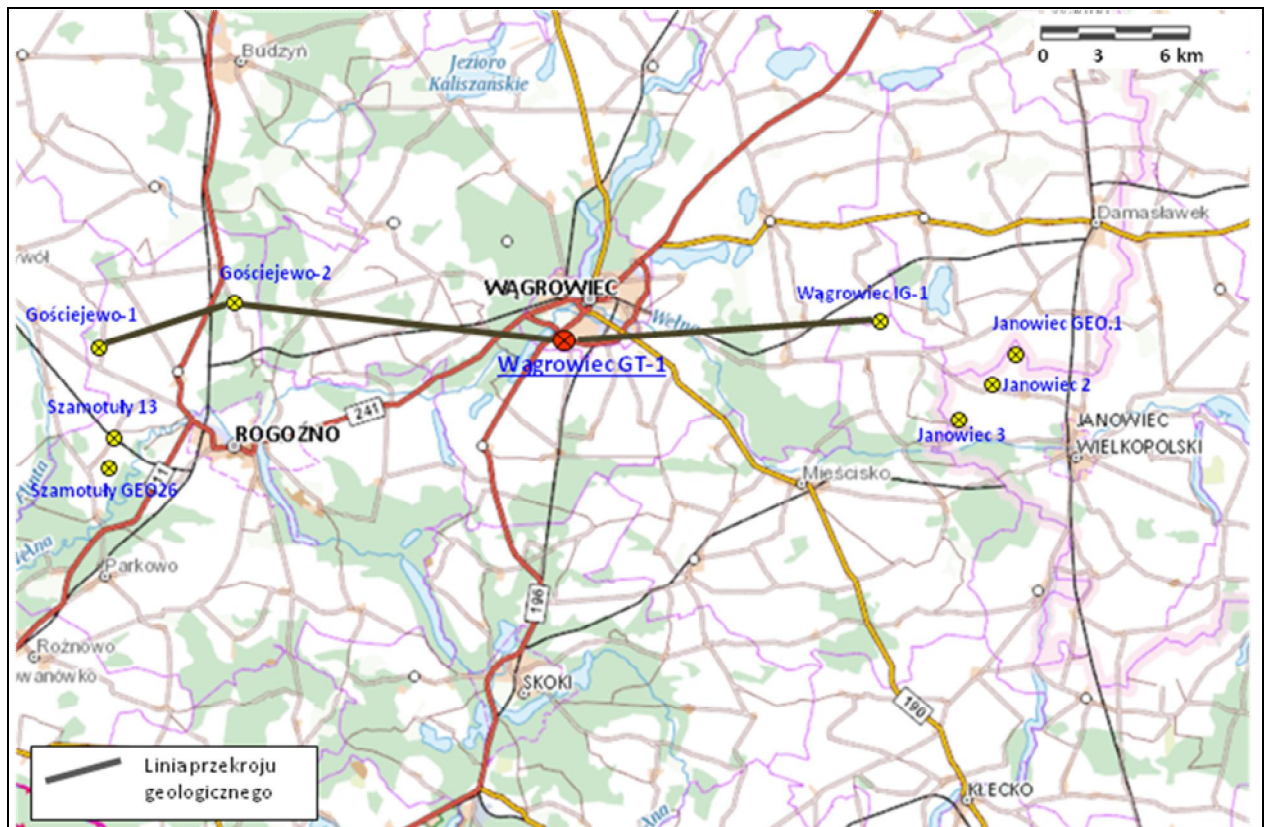 Budzyń
Jezioro
Kaliszańskie
0 3 6 km
Damasławek
Gościejewo-2
WĄGROWIEC
Wągrowiec IG-1
Gościejewo-1
Wełna
Janowiec GEO.1
Wągrowiec GT-1
Janowiec 2
Szamotuły 13
241
ROGOŹNO
Janowiec 3
JANOWIEC
WIELKOPOLSKI
Mieścisko
Szamotuły GEO26
11
Parkowo
196
Rożnowo
SKOKI
190
Linia przekroju
geologicznego
KŁECKO